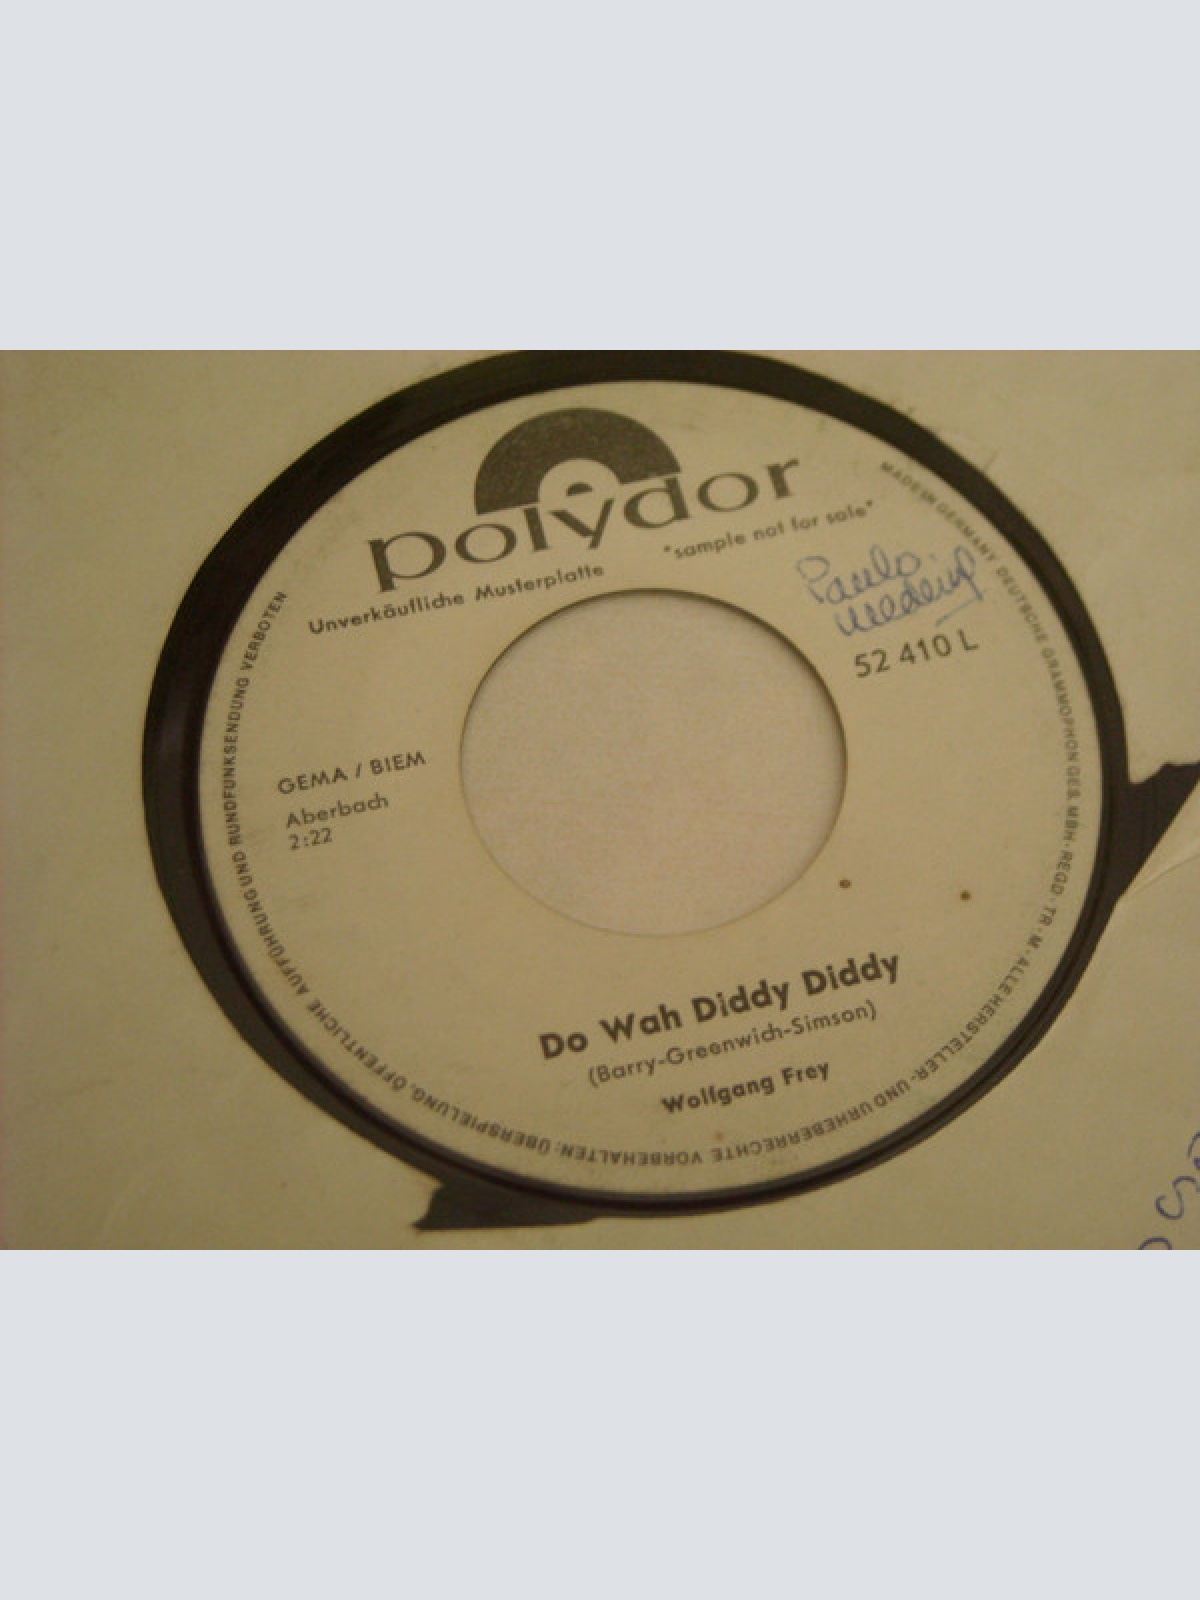 polydor
Unverkäufliche Musterplatte
"sample not for sale"
Paulo
52 410 L
GEMA / BIEM
Aberbach
2:22
Do Wah Diddy Diddy
(Barry-Greenwich-Simson)
Wolfgang Frey
MADE IN GERMANY DEUTSCHE GRAMMOPHON GES. MBH · REGD · TR · M · ALLE HERSTELLER- UND URHEBERRECHTE VORBEHALTEN: ÜBERSPIELUNG, ÖFFENTLICHE AUFFÜHRUNG UND RUNDFUNKSENDUNG VERBOTEN